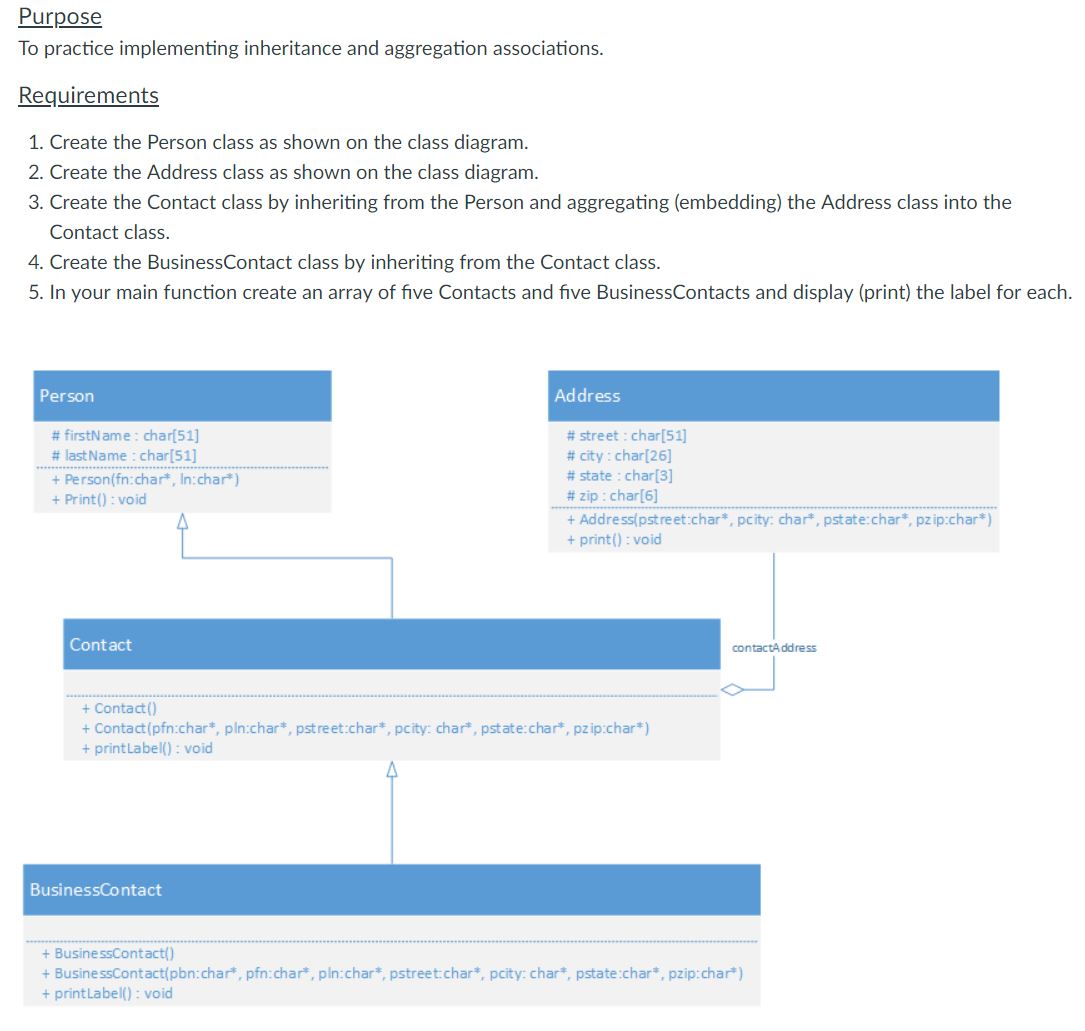 Purpose
To practice implementing inheritance and aggregation associations.
Requirements
1. Create the Person class as shown on the class diagram.
2. Create the Address class as shown on the class diagram.
3. Create the Contact class by inheriting from the Person and aggregating (embedding) the Address class into the
Contact class.
4. Create the BusinessContact class by inheriting from the Contact class.
5. In your main function create an array of five Contacts and five BusinessContacts and display (print) the label for each.
Person
# firstName : char[51]
# lastName : char[51]
+ Person(fn:char*, ln:char*)
+ Print() : void
Address
# street : char[51]
# city : char[26]
# state : char[3]
# zip : char[6]
+ Address(pstreet:char*, pcity: char*, pstate:char*, pzip:char*)
+ print() : void
Contact
contactAddress
+ Contact()
+ Contact(pfn:char*, pln:char*, pstreet:char*, pcity: char*, pstate:char*, pzip:char*)
+ printLabel() : void
BusinessContact
+ BusinessContact()
+ BusinessContact(pbn:char*, pfn:char*, pln:char*, pstreet:char*, pcity: char*, pstate:char*, pzip:char*)
+ printLabel() : void